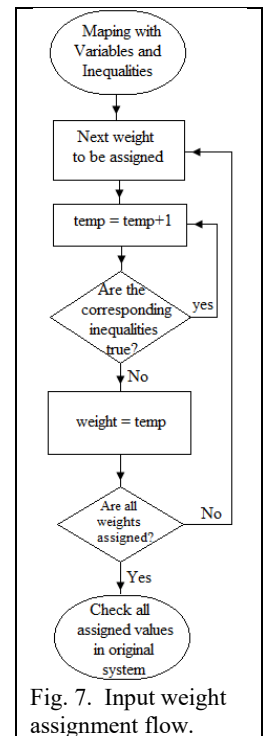 Maping with
Variables and
Inequalities
Next weight
to be assigned
temp = temp+1
Are the
corresponding
inequalities
true?
yes
No
weight = temp
Are all
weights
assigned?
No
Yes
Check all
assigned values
in original
system
Fig. 7. Input weight
assignment flow.